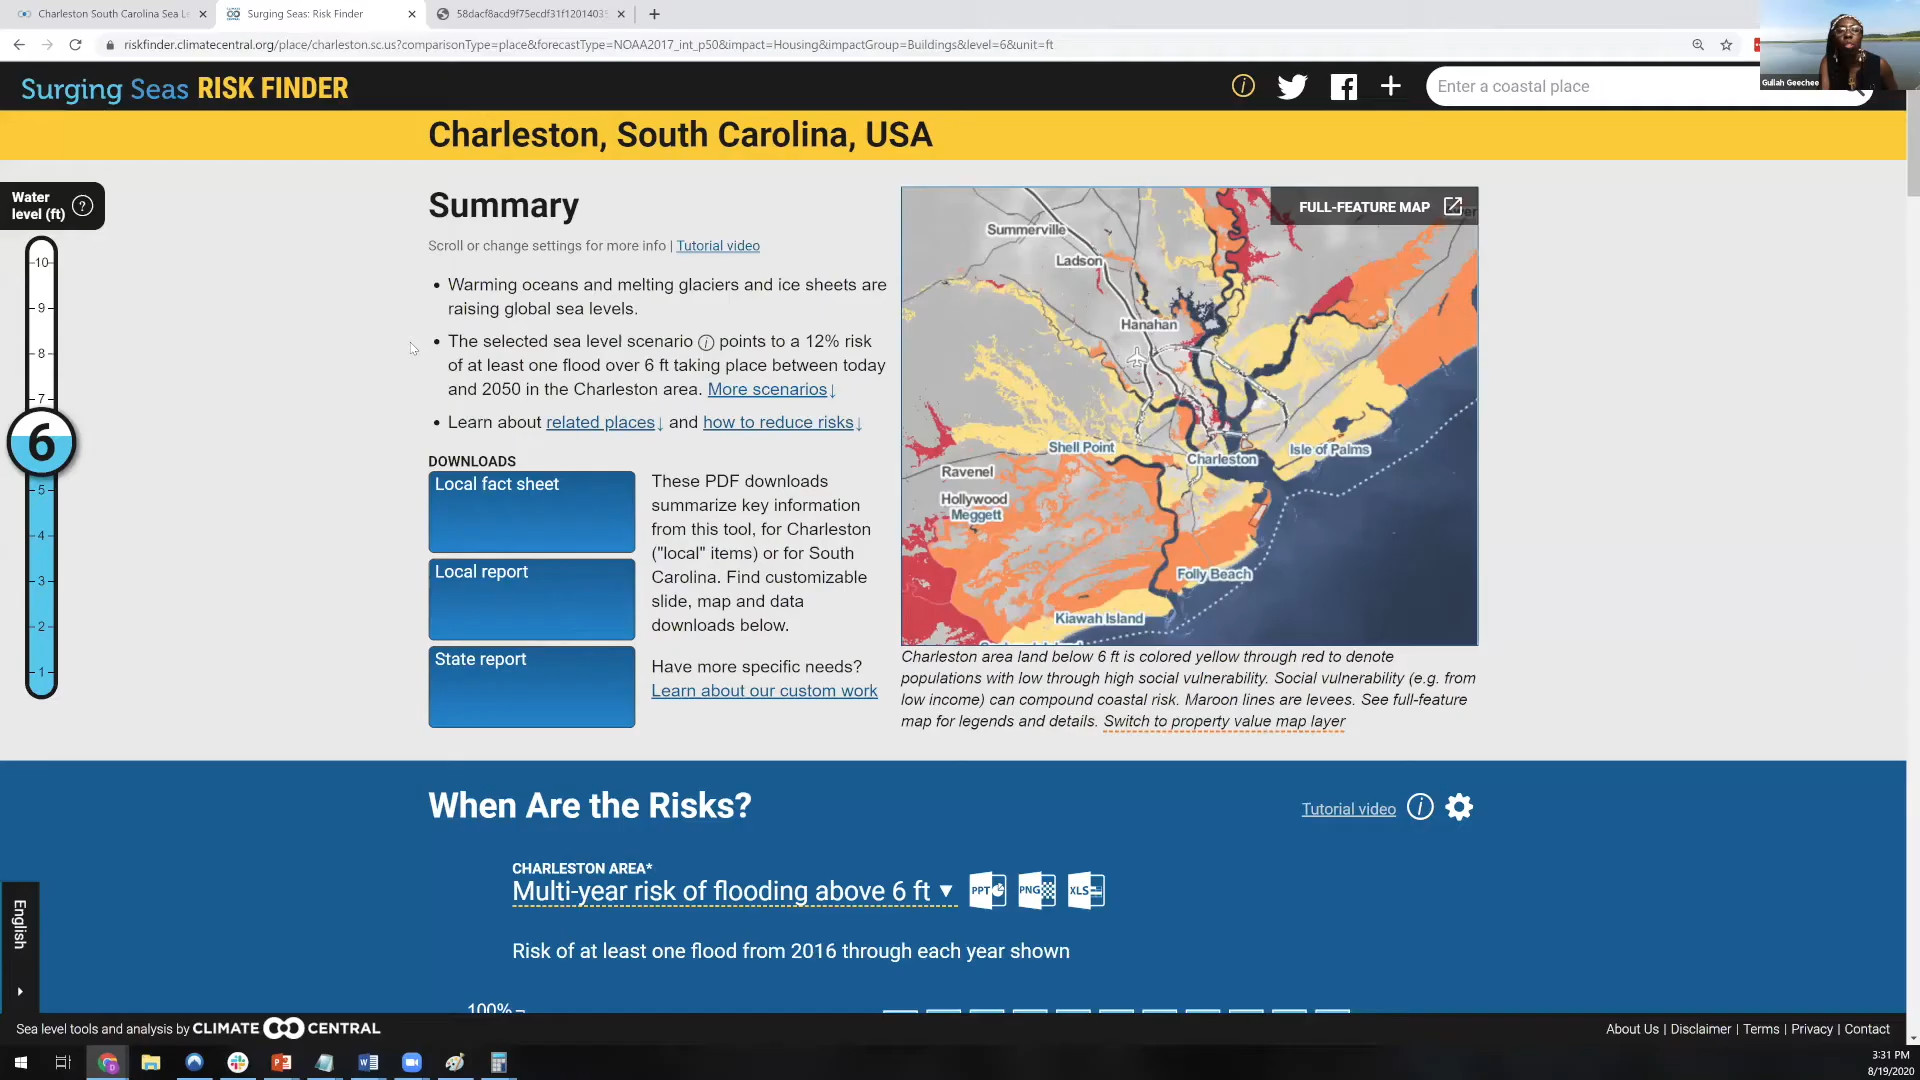 Charleston South Carolina Sea L
Surging Seas: Risk Finder
58dacf8acd9f75ecdf31f1201403
riskfinder.climatecentral.org/place/charleston.sc.us?comparisonType=place&forecastType=NOAA2017_int_p50&impact=Housing&impactGroup=Buildings&level=6&unit=ft
Gullah Geechee
Surging Seas RISK FINDER
Enter a coastal place
Charleston, South Carolina, USA
Water
level (ft) ?
10
9
8
7
6
5
4
3
2
1
Summary
Scroll or change settings for more info | Tutorial video
• Warming oceans and melting glaciers and ice sheets are
raising global sea levels.
• The selected sea level scenario i points to a 12% risk
of at least one flood over 6 ft taking place between today
and 2050 in the Charleston area. More scenarios↓
• Learn about related places↓ and how to reduce risks↓
DOWNLOADS
Local fact sheet
Local report
State report
These PDF downloads
summarize key information
from this tool, for Charleston
("local" items) or for South
Carolina. Find customizable
slide, map and data
downloads below.
Have more specific needs?
Learn about our custom work
FULL-FEATURE MAP
Summerville
Ladson
Hanahan
Shell Point
Charleston
Isle of Palms
Ravenel
Hollywood
Meggett
Folly Beach
Kiawah Island
Charleston area land below 6 ft is colored yellow through red to denote
populations with low through high social vulnerability. Social vulnerability (e.g. from
low income) can compound coastal risk. Maroon lines are levees. See full-feature
map for legends and details. Switch to property value map layer
When Are the Risks?
Tutorial video i
CHARLESTON AREA*
Multi-year risk of flooding above 6 ft ▼
PPT
PNG
XLS
Risk of at least one flood from 2016 through each year shown
100%
English
Sea level tools and analysis by CLIMATE CENTRAL
About Us | Disclaimer | Terms | Privacy | Contact
3:31 PM
8/19/2020